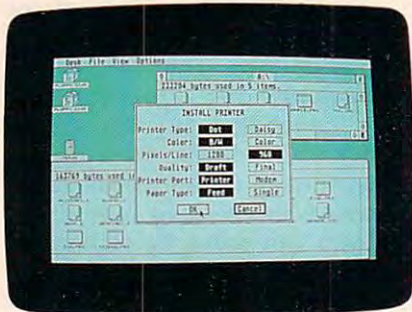 Desk File View Options
A:\
222294 bytes used in 5 items.
INSTALL PRINTER
Printer Type: Dot Daisy
Color: B/W Color
Pixels/Line: 1280 960
Quality: Draft Final
Printer Port: Printer Modem
Paper Type: Feed Single
OK Cancel
bytes used in